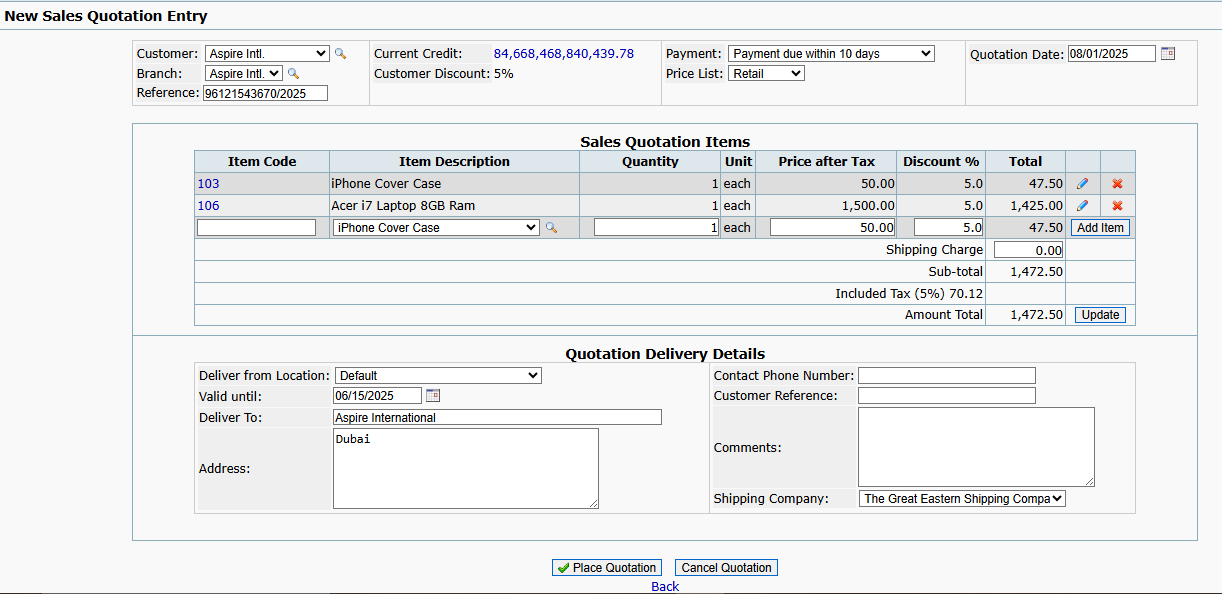 New Sales Quotation Entry
Customer: Aspire Intl. Current Credit: 84,668,468,840,439.78 Payment: Payment due within 10 days Quotation Date: 08/01/2025
Branch: Aspire Intl. Customer Discount: 5% Price List: Retail
Reference: 96121543670/2025
Sales Quotation Items
Item Code Item Description Quantity Unit Price after Tax Discount % Total
103 iPhone Cover Case 1 each 50.00 5.0 47.50
106 Acer i7 Laptop 8GB Ram 1 each 1,500.00 5.0 1,425.00
iPhone Cover Case 1 each 50.00 5.0 47.50 Add Item
Shipping Charge 0.00
Sub-total 1,472.50
Included Tax (5%) 70.12
Amount Total 1,472.50 Update
Quotation Delivery Details
Deliver from Location: Default Contact Phone Number:
Valid until: 06/15/2025 Customer Reference:
Deliver To: Aspire International
Address: Dubai Comments:
Shipping Company: The Great Eastern Shipping Compa
Place Quotation Cancel Quotation
Back